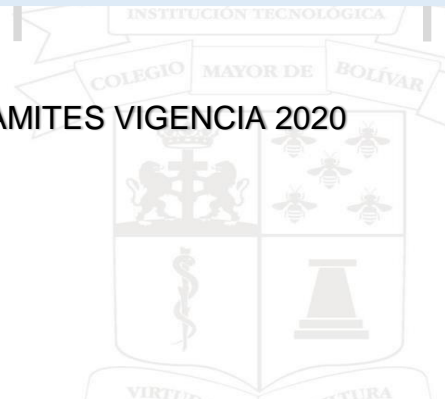 INSTITUCIÓN TECNOLÓGICA
COLEGIO MAYOR DE BOLÍVAR
AMITES VIGENCIA 2020